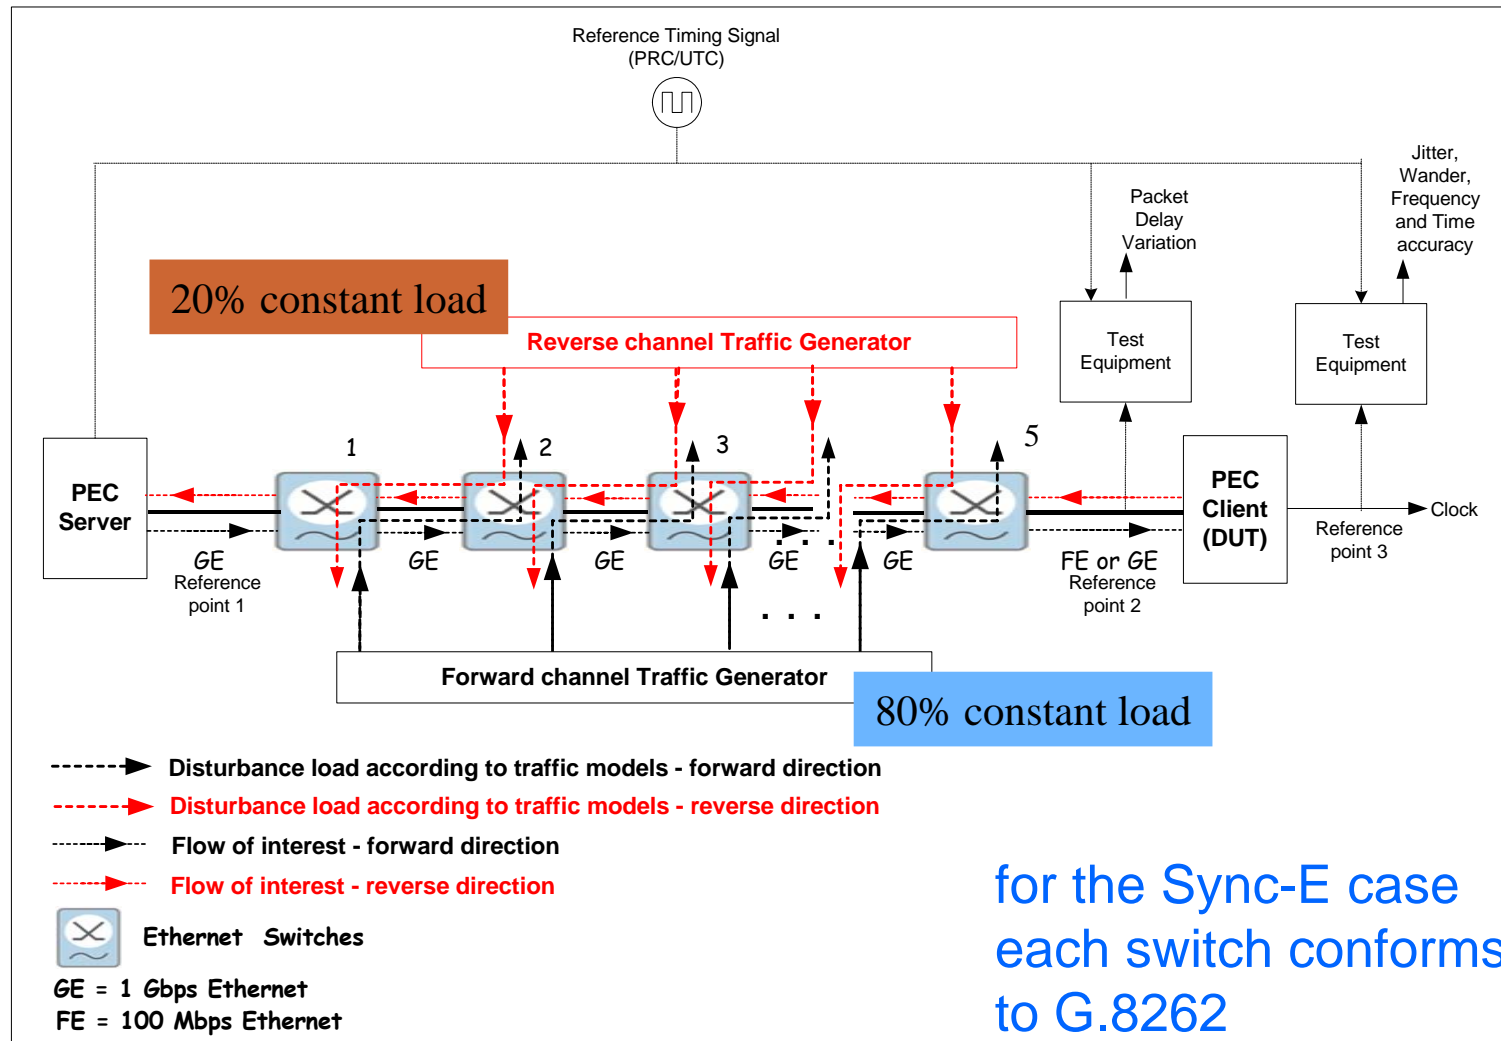 Reference Timing Signal
(PRC/UTC)
Jitter,
Wander,
Frequency
and Time
accuracy
Packet
Delay
Variation
20% constant load
Reverse channel Traffic Generator
Test
Equipment
Test
Equipment
1
2
3
5
PEC
Server
PEC
Client
(DUT)
Clock
Reference
point 3
GE
GE
GE
GE
GE
FE or GE
Reference
point 1
Reference
point 2
. . .
. . .
Forward channel Traffic Generator
80% constant load
Disturbance load according to traffic models - forward direction
Disturbance load according to traffic models - reverse direction
Flow of interest - forward direction
Flow of interest - reverse direction
Ethernet Switches
GE = 1 Gbps Ethernet
FE = 100 Mbps Ethernet
for the Sync-E case
each switch conforms
to G.8262